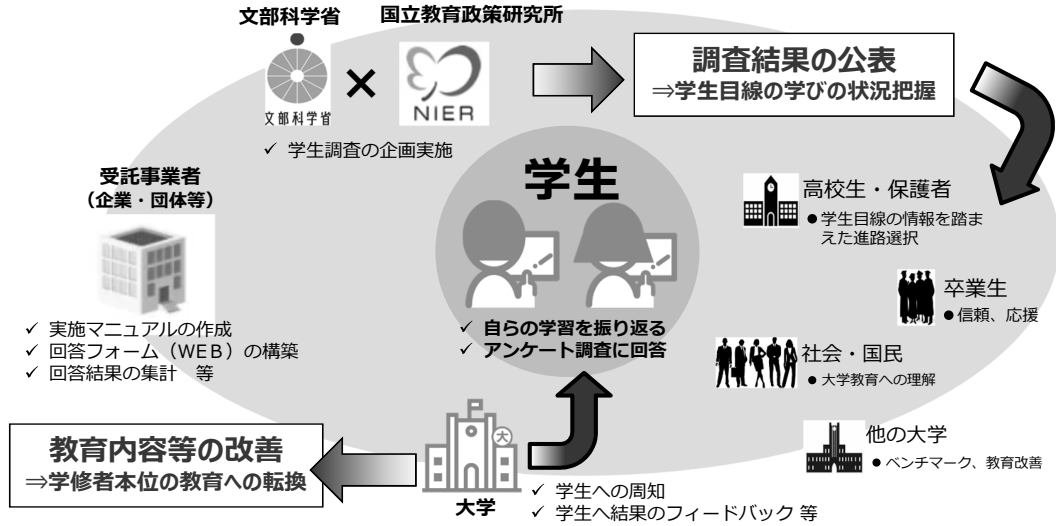 文部科学省
国立教育政策研究所
×
文部科学省
NIER
✓ 学生調査の企画実施
調査結果の公表
⇒学生目線の学びの状況把握
受託事業者
（企業・団体等）
✓ 実施マニュアルの作成
✓ 回答フォーム（WEB）の構築
✓ 回答結果の集計　等
学生
✓ 自らの学習を振り返る
✓ アンケート調査に回答
高校生・保護者
●学生目線の情報を踏ま
えた進路選択
卒業生
●信頼、応援
社会・国民
●大学教育への理解
他の大学
●ベンチマーク、教育改善
教育内容等の改善
⇒学修者本位の教育への転換
大
大学
✓ 学生への周知
✓ 学生へ結果のフィードバック 等